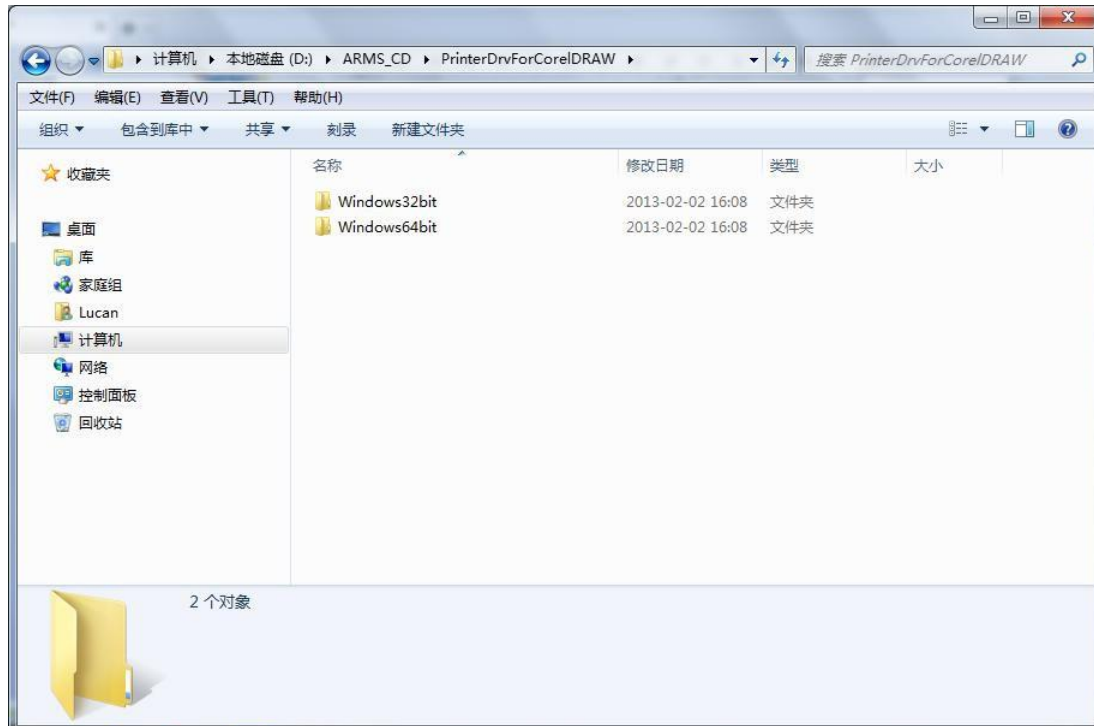 计算机 本地磁盘 (D:) ARMS_CD PrinterDrvForCorelDRAW 搜索 PrinterDrvForCorelDRAW
文件(F) 编辑(E) 查看(V) 工具(T) 帮助(H)
组织 包含到库中 共享 刻录 新建文件夹
收藏夹
桌面
库
家庭组
Lucan
计算机
网络
控制面板
回收站
名称 修改日期 类型 大小
Windows32bit 2013-02-02 16:08 文件夹
Windows64bit 2013-02-02 16:08 文件夹
2 个对象